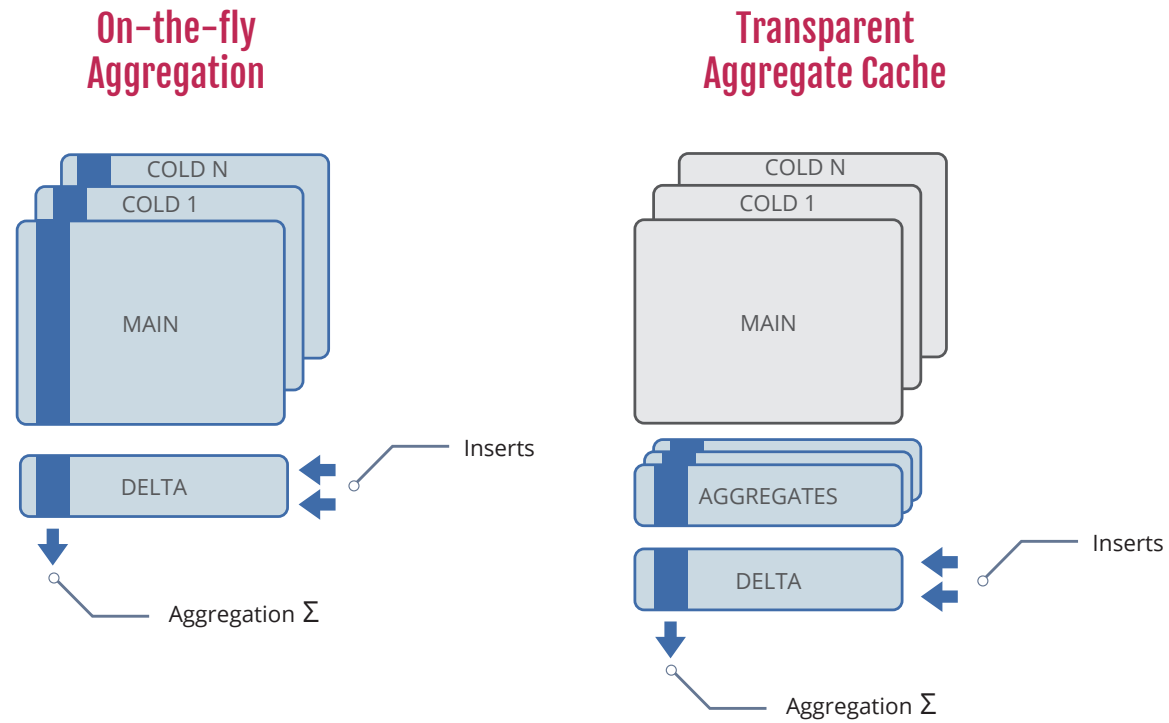 On-the-fly
Aggregation
COLD N
COLD 1
MAIN
DELTA
Inserts
Aggregation Σ
Transparent
Aggregate Cache
COLD N
COLD 1
MAIN
AGGREGATES
DELTA
Inserts
Aggregation Σ